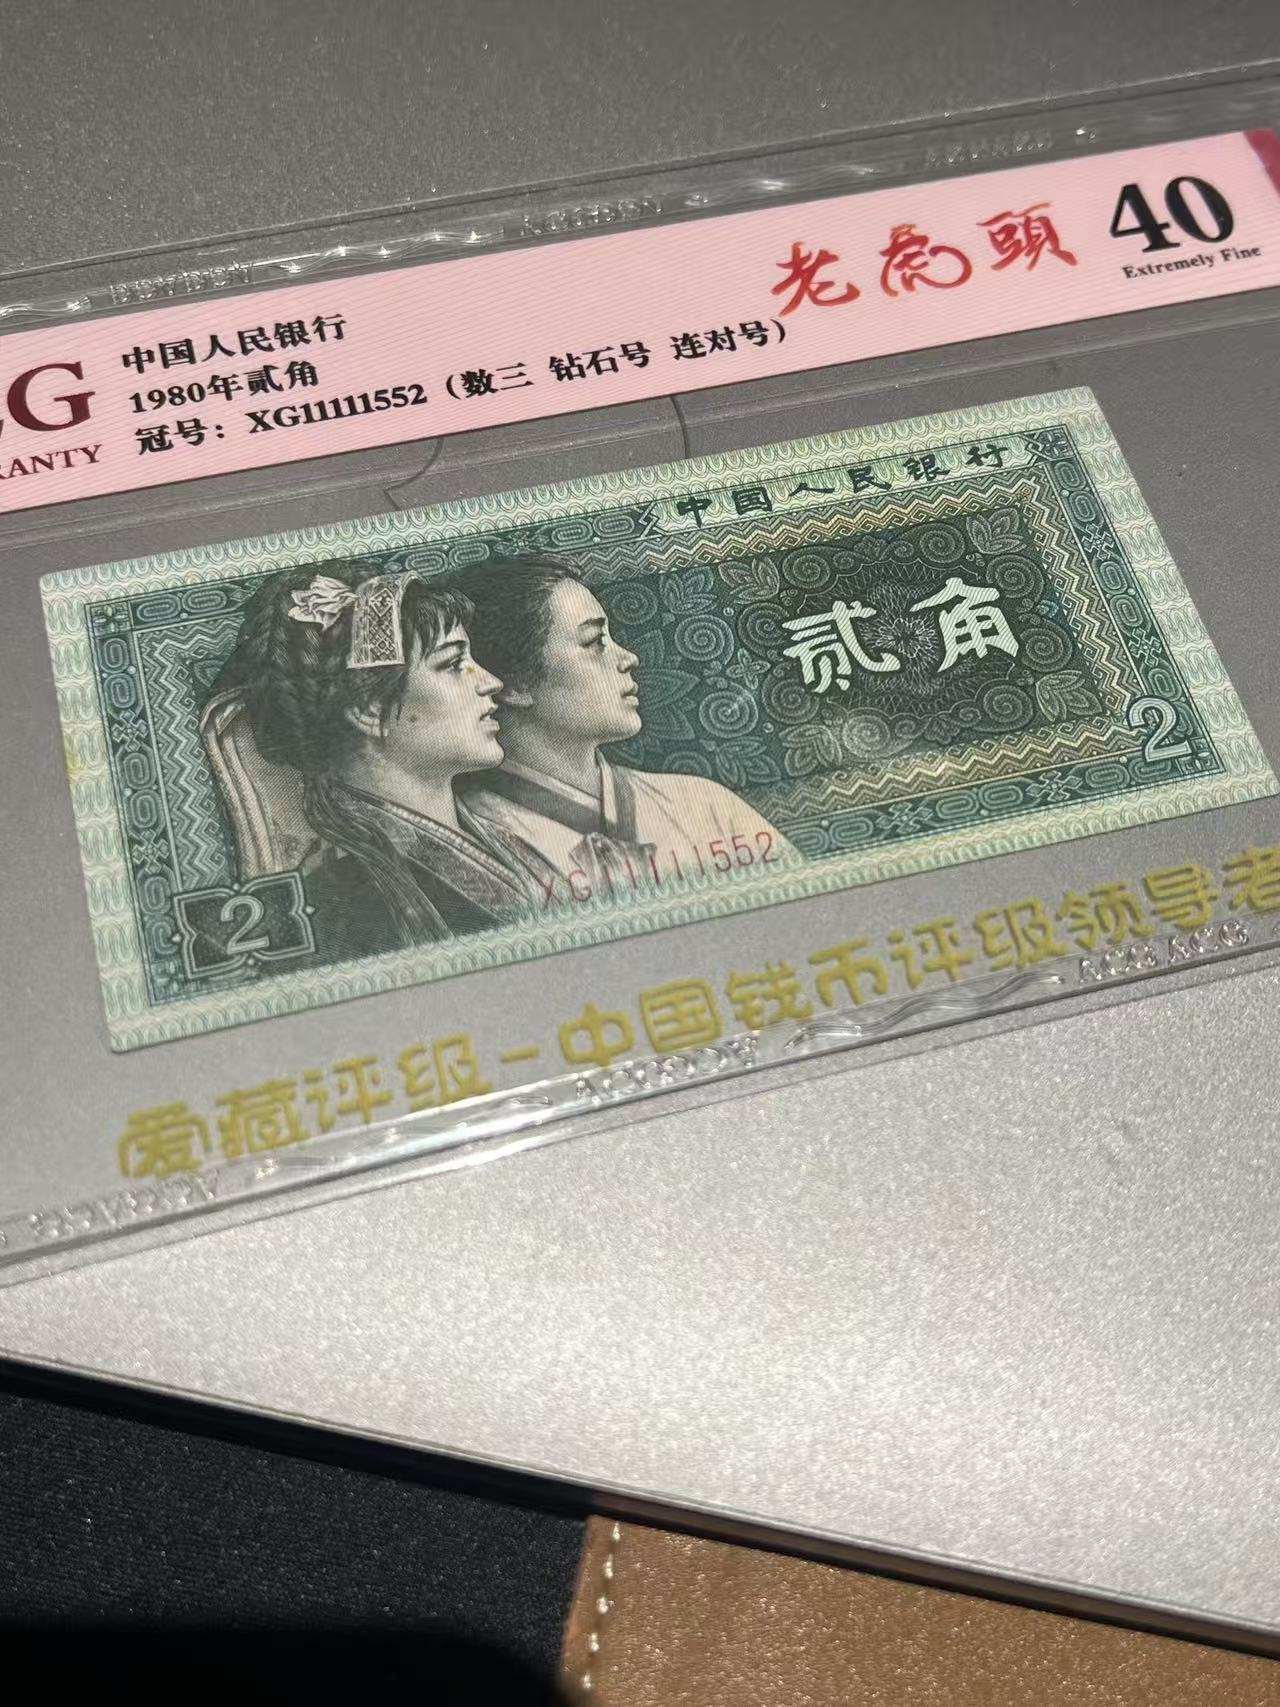 老虎頭 40
Extremely Fine
中国人民银行
1980年贰角
冠号：XG11111552（数三 钻石号 连对号）
中国人民银行
贰角
2
XG11111552
2
爱藏评级-中国钱币评级领导者
ACG ACG